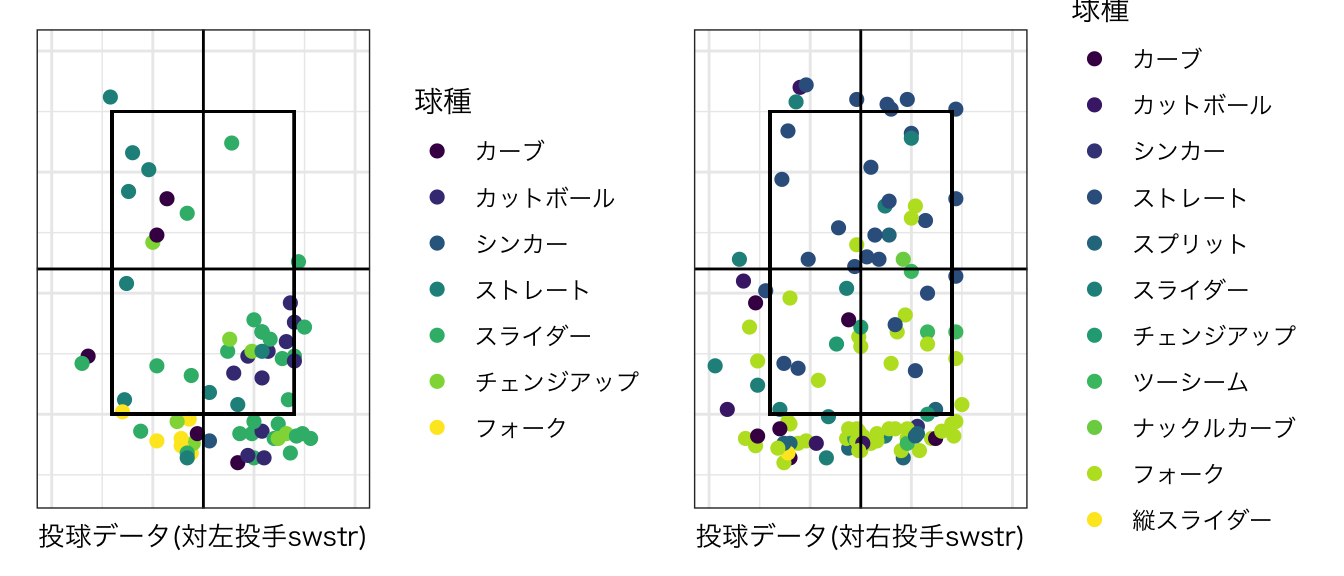 球種
カーブ
カットボール
シンカー
ストレート
スライダー
チェンジアップ
フォーク
投球データ(対左投手swstr)
球種
カーブ
カットボール
シンカー
ストレート
スプリット
スライダー
チェンジアップ
ツーシーム
ナックルカーブ
フォーク
縦スライダー
投球データ(対右投手swstr)